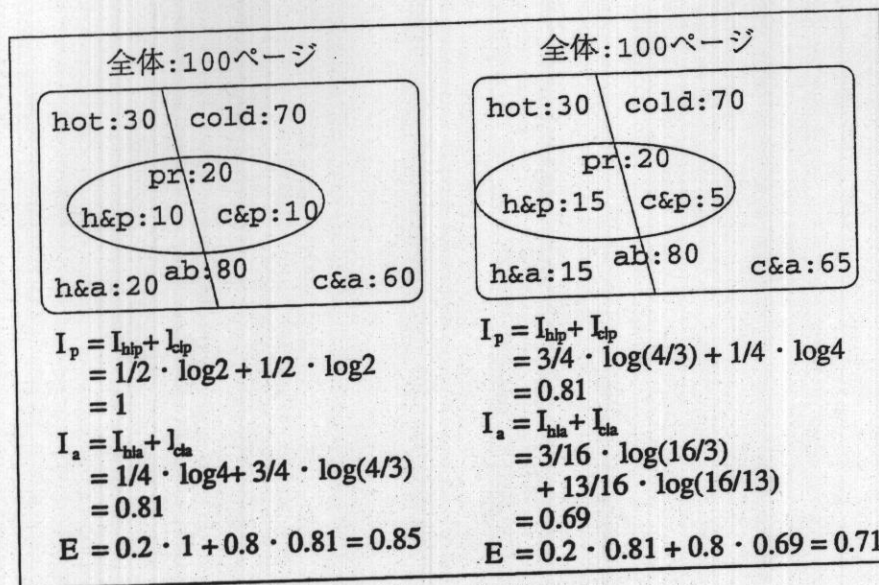 全体:100ページ
hot:30 cold:70
pr:20
h&p:10 c&p:10
ab:80
h&a:20 c&a:60
I_p = I_h|p + I_c|p
= 1/2 · log2 + 1/2 · log2
= 1
I_a = I_h|a + I_c|a
= 1/4 · log4+ 3/4 · log(4/3)
= 0.81
E = 0.2 · 1 + 0.8 · 0.81 = 0.85
全体:100ページ
hot:30 cold:70
pr:20
h&p:15 c&p:5
ab:80
h&a:15 c&a:65
I_p = I_h|p + I_c|p
= 3/4 · log(4/3) + 1/4 · log4
= 0.81
I_a = I_h|a + I_c|a
= 3/16 · log(16/3)
+ 13/16 · log(16/13)
= 0.69
E = 0.2 · 0.81 + 0.8 · 0.69 = 0.71